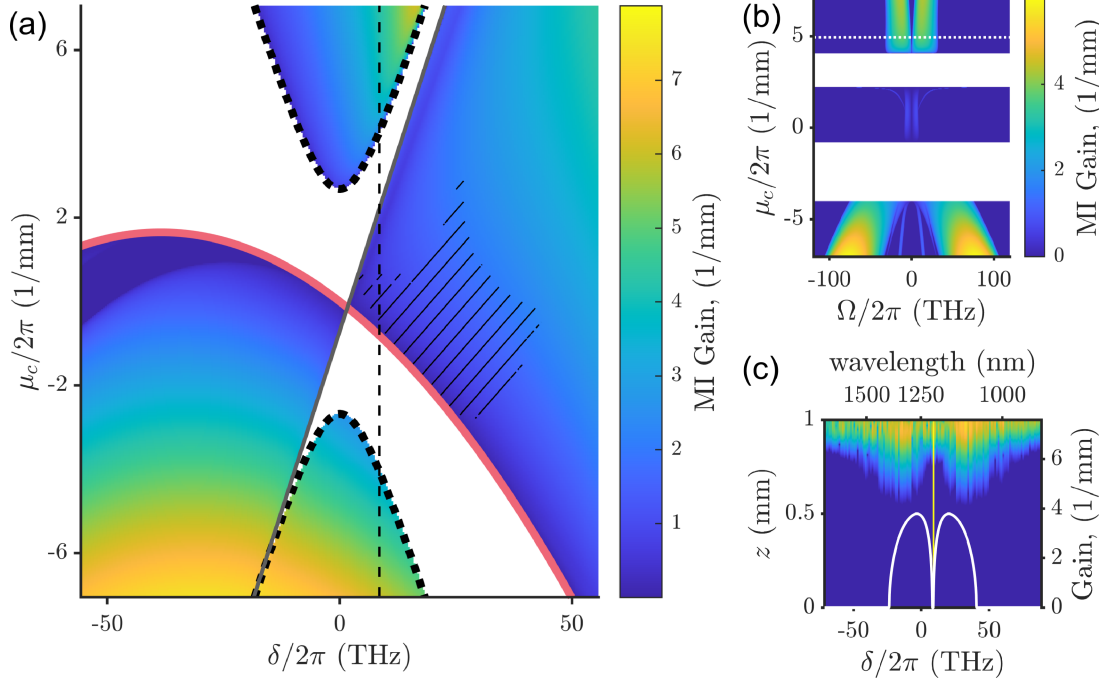 (a)
6
2
-2
-6
μc/2π (1/mm)
-50
0
50
δ/2π (THz)
7
6
5
4
3
2
1
MI Gain, (1/mm)
(b)
5
0
-5
μc/2π (1/mm)
-100
0
100
Ω/2π (THz)
4
2
0
MI Gain, (1/mm)
(c)
wavelength (nm)
1500 1250 1000
1
0.5
0
z (mm)
6
4
2
0
Gain, (1/mm)
-50
0
50
δ/2π (THz)